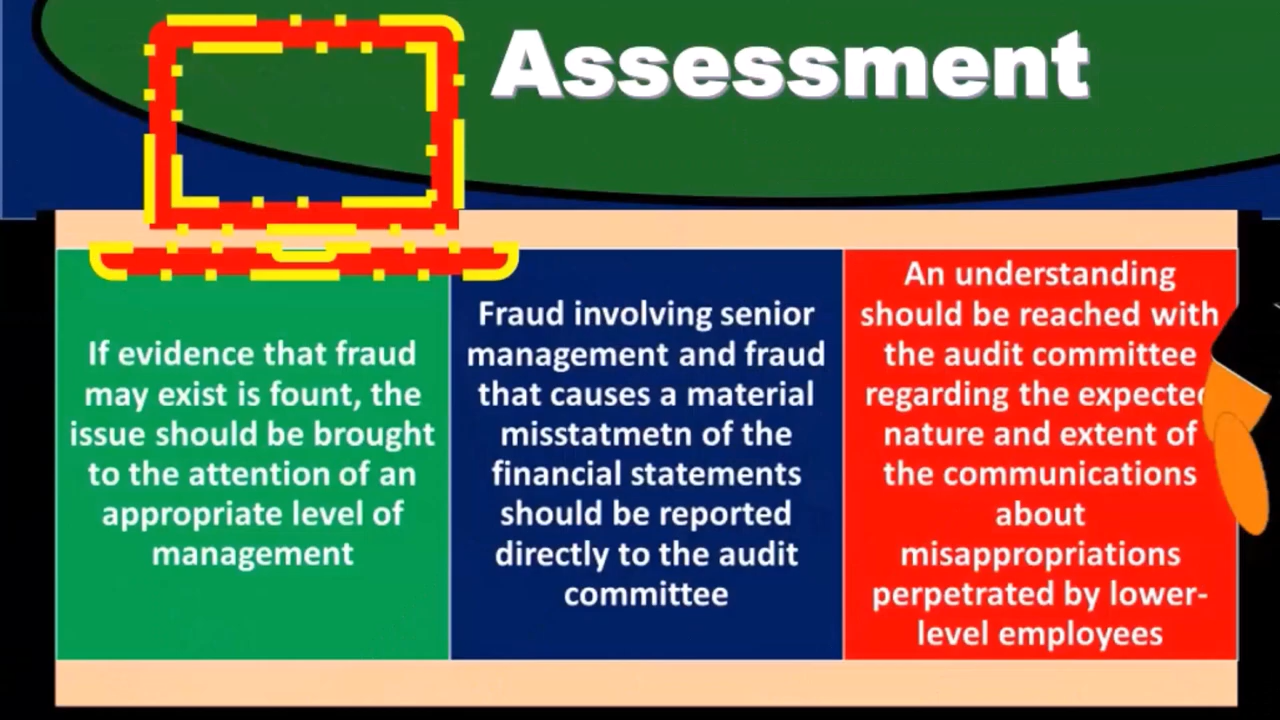 Assessment
If evidence that fraud
may exist is fount, the
issue should be brought
to the attention of an
appropriate level of
management
Fraud involving senior
management and fraud
that causes a material
misstatmetn of the
financial statements
should be reported
directly to the audit
committee
An understanding
should be reached with
the audit committee
regarding the expected
nature and extent of
the communications
about
misappropriations
perpetrated by lower-
level employees